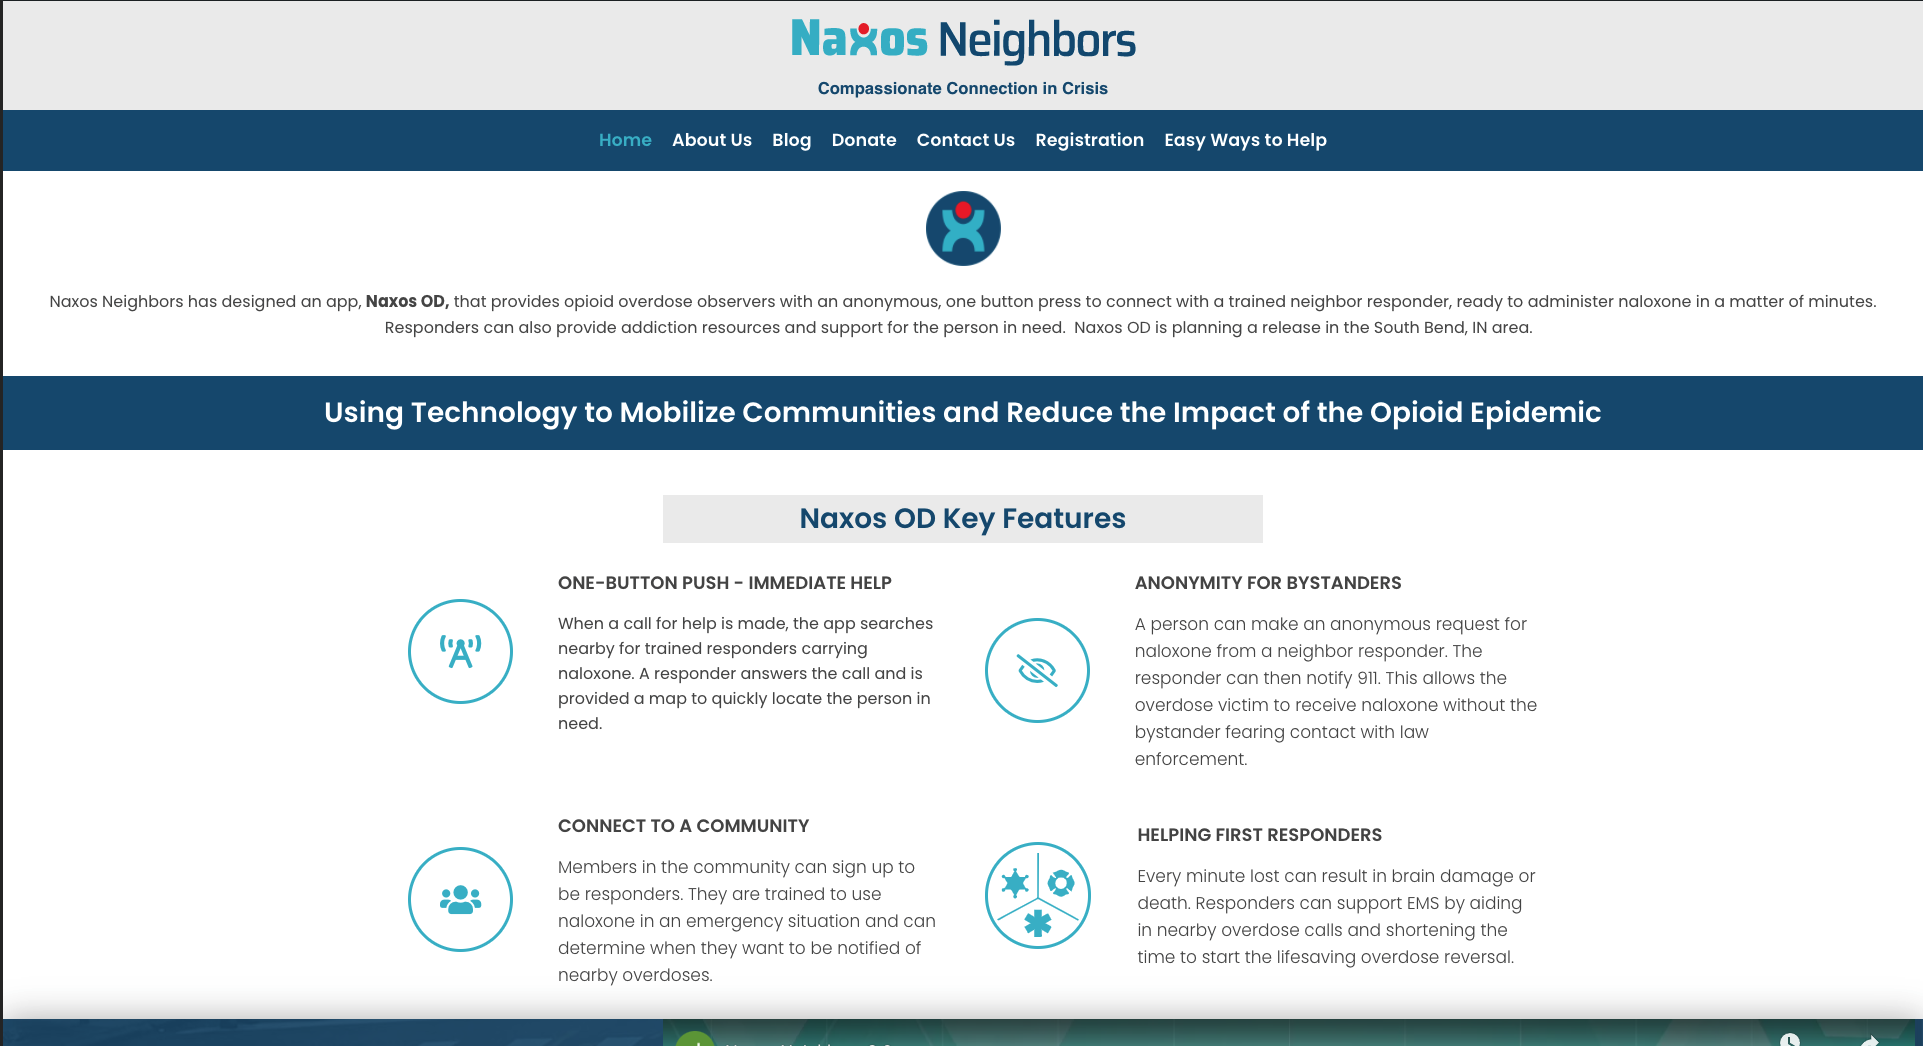 Naxos Neighbors
Compassionate Connection in Crisis
Home About Us Blog Donate Contact Us Registration Easy Ways to Help
Naxos Neighbors has designed an app, Naxos OD, that provides opioid overdose observers with an anonymous, one button press to connect with a trained neighbor responder, ready to administer naloxone in a matter of minutes.
Responders can also provide addiction resources and support for the person in need. Naxos OD is planning a release in the South Bend, IN area.
Using Technology to Mobilize Communities and Reduce the Impact of the Opioid Epidemic
Naxos OD Key Features
ONE-BUTTON PUSH - IMMEDIATE HELP
When a call for help is made, the app searches
nearby for trained responders carrying
naloxone. A responder answers the call and is
provided a map to quickly locate the person in
need.
ANONYMITY FOR BYSTANDERS
A person can make an anonymous request for
naloxone from a neighbor responder. The
responder can then notify 911. This allows the
overdose victim to receive naloxone without the
bystander fearing contact with law
enforcement.
CONNECT TO A COMMUNITY
Members in the community can sign up to
be responders. They are trained to use
naloxone in an emergency situation and can
determine when they want to be notified of
nearby overdoses.
HELPING FIRST RESPONDERS
Every minute lost can result in brain damage or
death. Responders can support EMS by aiding
in nearby overdose calls and shortening the
time to start the lifesaving overdose reversal.